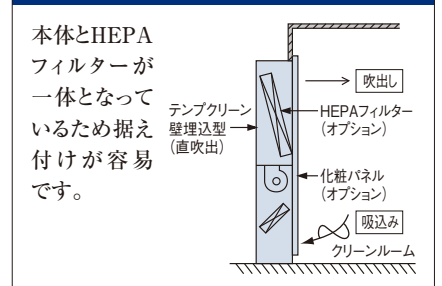 本体とHEPA
フィルターが
一体となって
いるため据え
付けが容易
です。
テンプクリーン
壁埋込型
(直吹出)
吹出し
HEPAフィルター
(オプション)
化粧パネル
(オプション)
吸込み
クリーンルーム